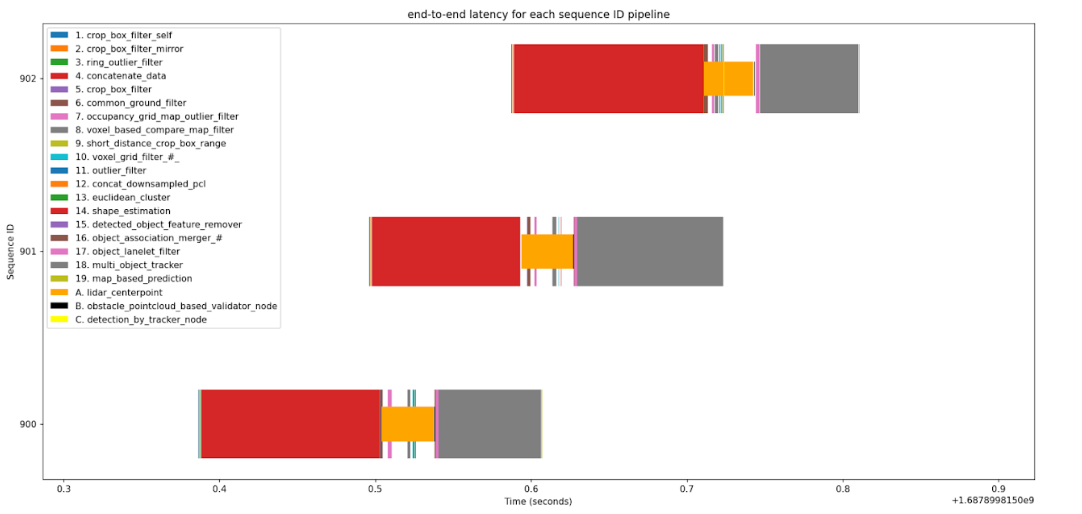 end-to-end latency for each sequence ID pipeline
1. crop_box_filter_self
2. crop_box_filter_mirror
3. ring_outlier_filter
4. concatenate_data
5. crop_box_filter
6. common_ground_filter
7. occupancy_grid_map_outlier_filter
8. voxel_based_compare_map_filter
9. short_distance_crop_box_range
10. voxel_grid_filter_#_
11. outlier_filter
12. concat_downsampled_pcl
13. euclidean_cluster
14. shape_estimation
15. detected_object_feature_remover
16. object_association_merger_#
17. object_lanelet_filter
18. multi_object_tracker
19. map_based_prediction
A. lidar_centerpoint
B. obstacle_pointcloud_based_validator_node
C. detection_by_tracker_node
902
901
900
Sequence ID
0.3 0.4 0.5 0.6 0.7 0.8 0.9
Time (seconds)
+1.6878998150e9